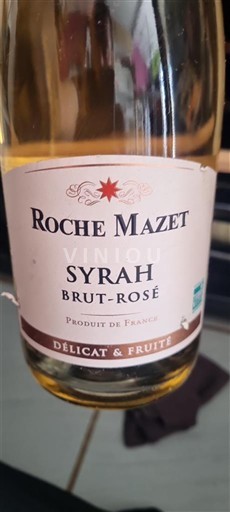 ROCHE MAZET
VINIOU
SYRAH
BRUT-ROSÉ
PRODUIT DE FRANCE
DÉLICAT & FRUITÉ